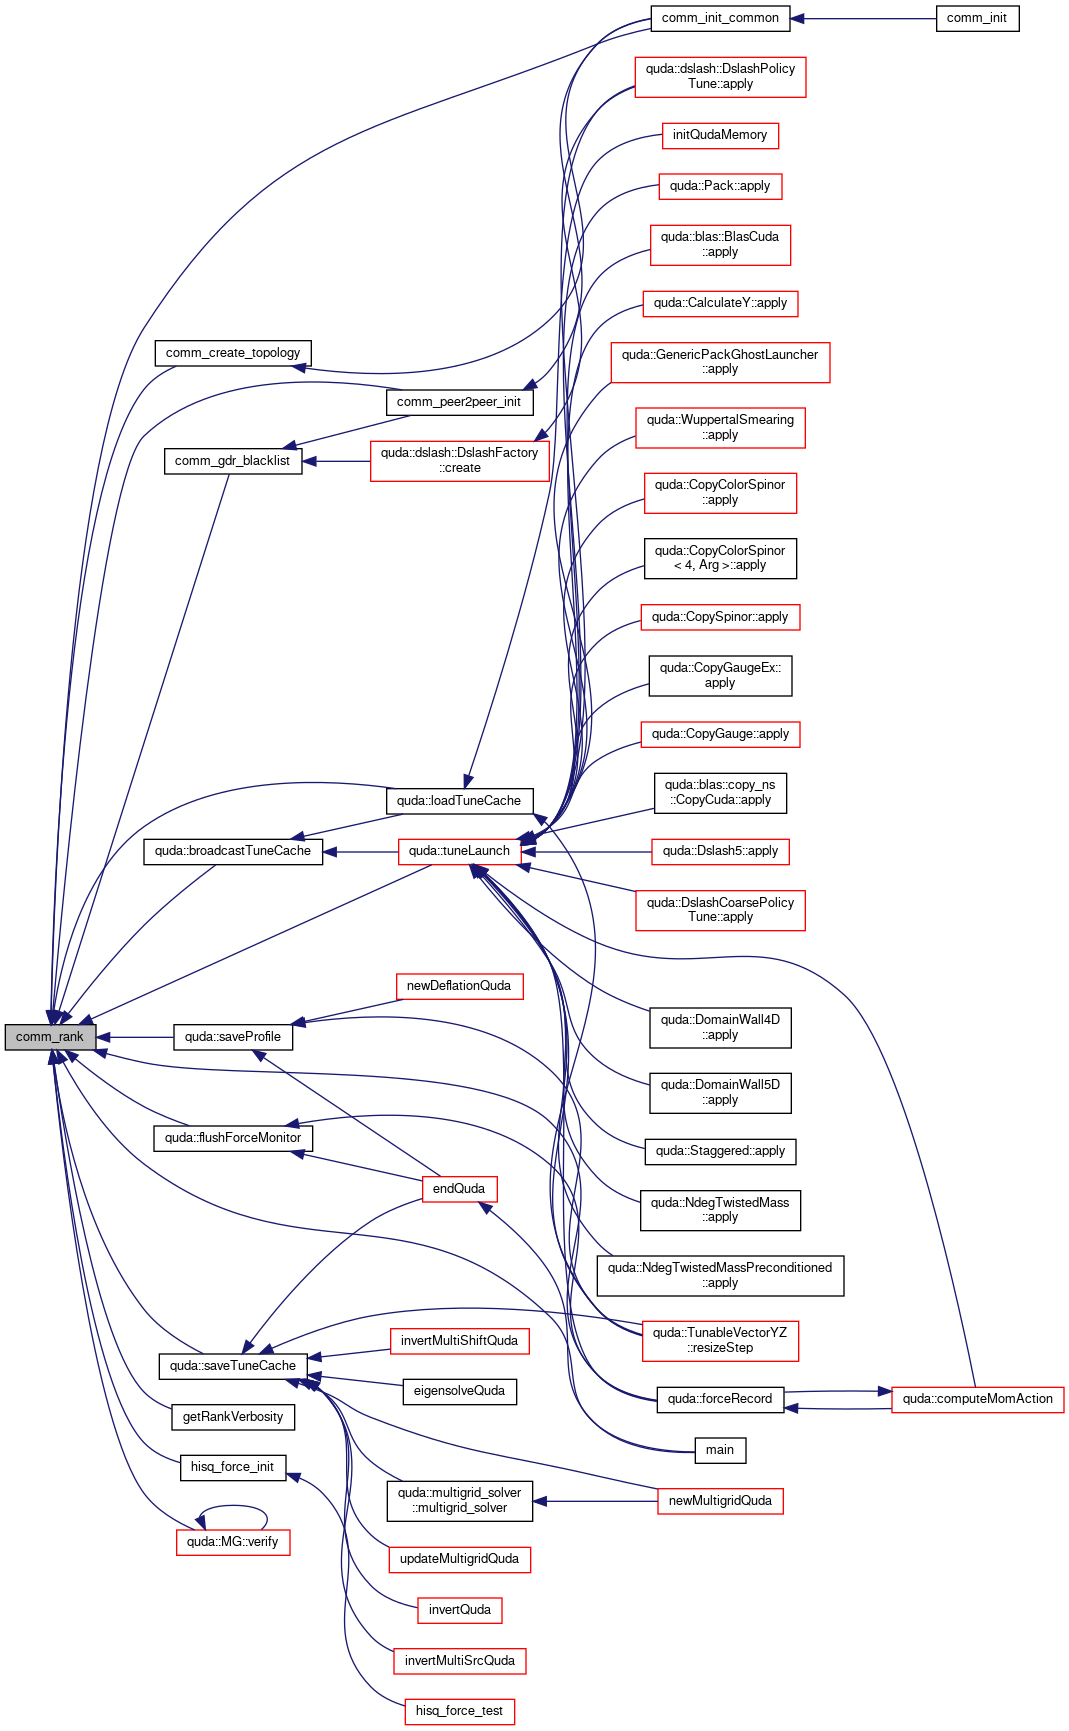 comm_init_common
comm_init
quda::dslash::DslashPolicy
Tune::apply
initQudaMemory
quda::Pack::apply
quda::blas::BlasCuda
::apply
quda::CalculateY::apply
quda::GenericPackGhostLauncher
::apply
comm_create_topology
comm_peer2peer_init
quda::WuppertalSmearing
::apply
comm_gdr_blacklist
quda::dslash::DslashFactory
::create
quda::CopyColorSpinor
::apply
quda::CopyColorSpinor
< 4, Arg >::apply
quda::CopySpinor::apply
quda::CopyGaugeEx::
apply
quda::CopyGauge::apply
quda::blas::copy_ns
::CopyCuda::apply
quda::loadTuneCache
quda::broadcastTuneCache
quda::tuneLaunch
quda::Dslash5::apply
quda::DslashCoarsePolicy
Tune::apply
newDeflationQuda
comm_rank
quda::saveProfile
quda::DomainWall4D
::apply
quda::DomainWall5D
::apply
quda::flushForceMonitor
quda::Staggered::apply
endQuda
quda::NdegTwistedMass
::apply
quda::NdegTwistedMassPreconditioned
::apply
invertMultiShiftQuda
quda::TunableVectorYZ
::resizeStep
quda::saveTuneCache
eigensolveQuda
quda::forceRecord
quda::computeMomAction
getRankVerbosity
main
hisq_force_init
quda::multigrid_solver
::multigrid_solver
newMultigridQuda
quda::MG::verify
updateMultigridQuda
invertQuda
invertMultiSrcQuda
hisq_force_test